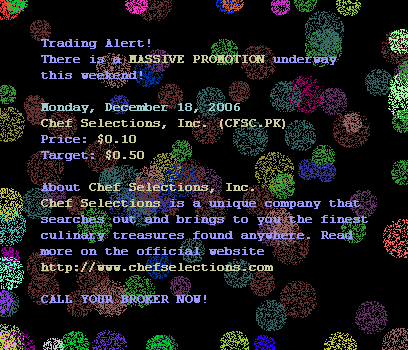 Trading Alert!
There is a MASSIVE PROMOTION underway
this weekend!
Monday, December 18, 2006
Chef Selections, Inc. (CFSC.PK)
Price: $0.10
Target: $0.50
About Chef Selections, Inc.
Chef Selections is a unique company that
searches out and brings to you the finest
culinary treasures found anywhere. Read
more on the official website
http://www.chefselections.com
CALL YOUR BROKER NOW!